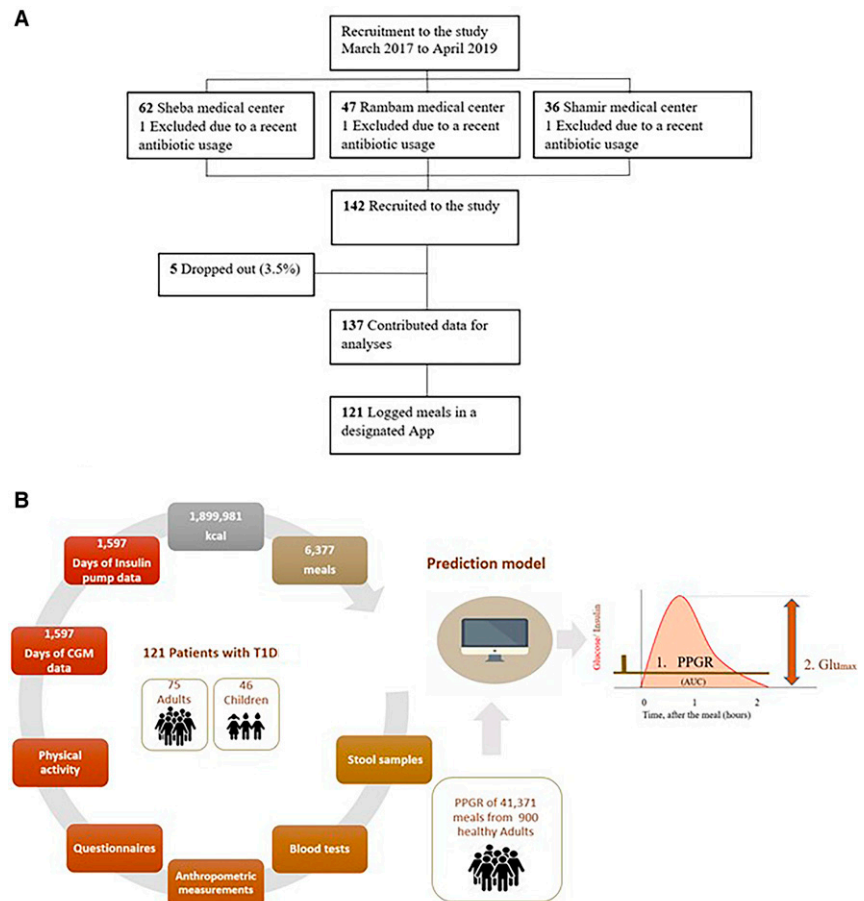 A
Recruitment to the study
March 2017 to April 2019
62 Sheba medical center
1 Excluded due to a recent
antibiotic usage
47 Rambam medical center
1 Excluded due to a recent
antibiotic usage
36 Shamir medical center
1 Excluded due to a recent
antibiotic usage
142 Recruited to the study
5 Dropped out (3.5%)
137 Contributed data for
analyses
121 Logged meals in a
designated App
B
1,899,981
kcal
6,377
meals
1,597
Days of Insulin
pump data
1,597
Days of CGM
data
Physical
activity
Questionnaires
Anthropometric
measurements
Blood tests
Stool samples
121 Patients with T1D
75
Adults
46
Children
Prediction model
PPGR of 41,371
meals from 900
healthy Adults
Glucose/ Insulin
1. PPGR
(AUC)
2. Glumax
0 1 2
Time, after the meal (hours)